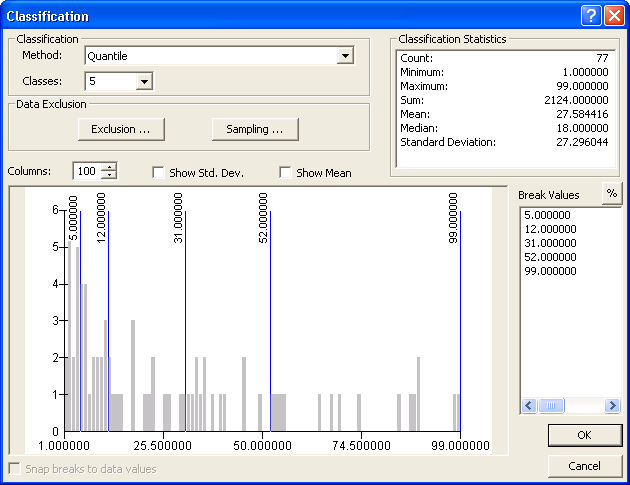 Classification
Classification
Method: Quantile
Classes: 5
Data Exclusion
Exclusion ... Sampling ...
Classification Statistics
Count: 77
Minimum: 1.000000
Maximum: 99.000000
Sum: 2124.000000
Mean: 27.584416
Median: 18.000000
Standard Deviation: 27.296044
Columns: 100 Show Std. Dev. Show Mean
Break Values %
5.000000
12.000000
31.000000
52.000000
99.000000
5.000000 12.000000 31.000000 52.000000 99.000000
6
5
4
3
2
1
0
1.000000 25.500000 50.000000 74.500000 99.000000
Snap breaks to data values
OK
Cancel